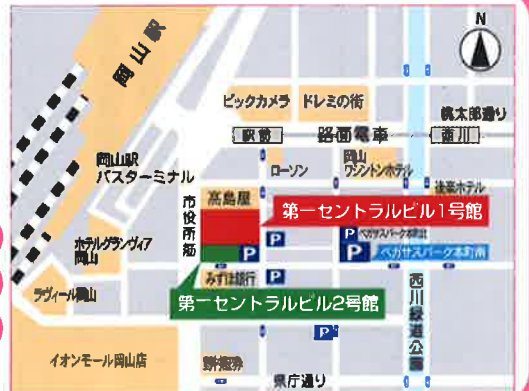 N
岡山駅
ビックカメラ
ドレミの街
桃太郎通り
駅前
路面電車
西川
岡山駅
バスターミナル
ローソン
岡山
ワシントンホテル
後楽ホテル
市役所筋
高島屋
第一セントラルビル1号館
P
P
ペガサスパーク本町北
P
ペガサスパーク本町南
P
ホテルグランヴィア
岡山
みずほ銀行
P
ラヴィール岡山
第一セントラルビル2号館
西川緑道公園
P
イオンモール岡山店
野村證券
県庁通り